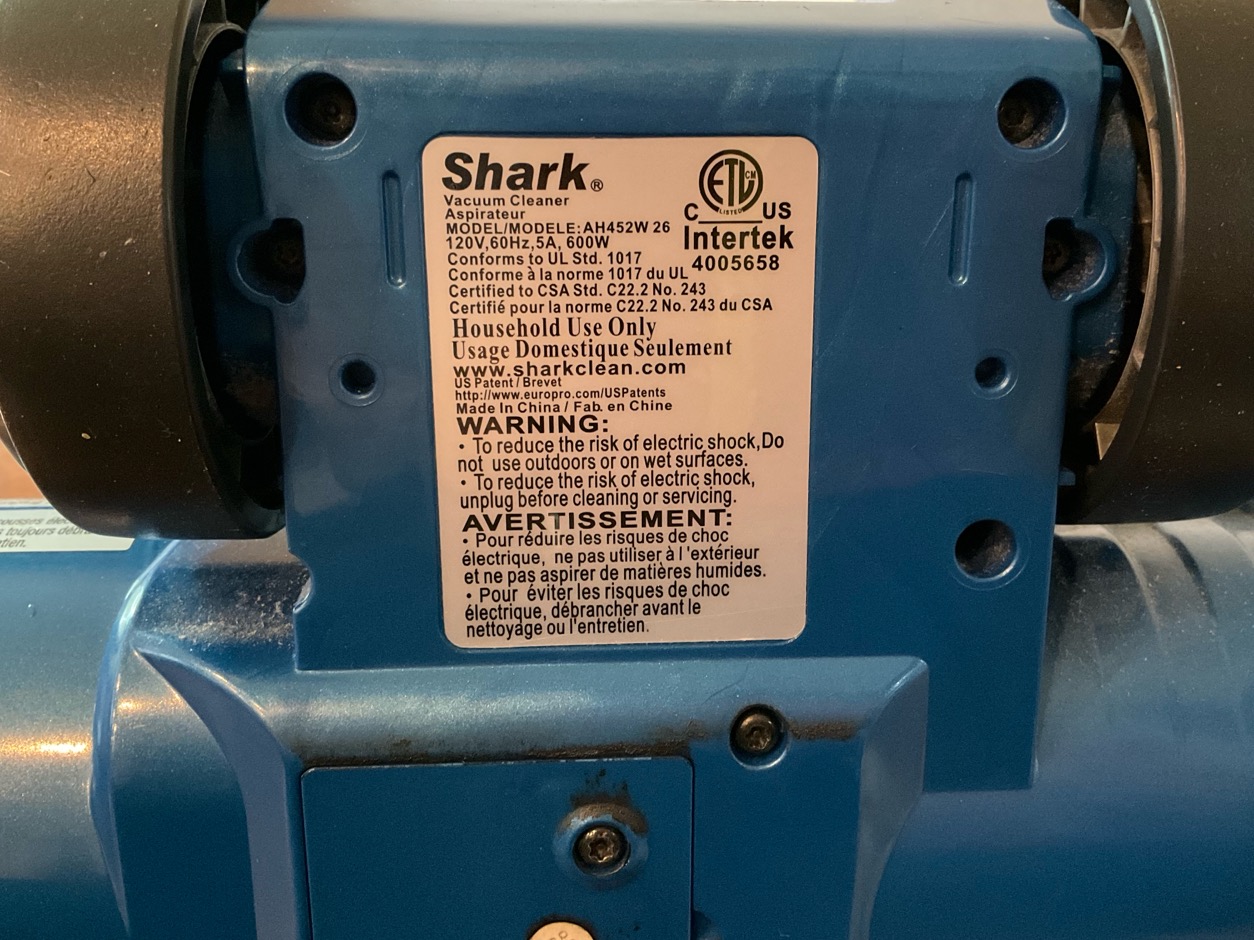 Shark®
Vacuum Cleaner
Aspirateur
MODEL/MODELE: AH452W 26
120V,60Hz,5A, 600W
Conforms to UL Std. 1017
Conforme à la norme 1017 du UL
Certified to CSA Std. C22.2 No. 243
Certifié pour la norme C22.2 No. 243 du CSA
ETL CM
LISTED
C US
Intertek
4005658
Household Use Only
Usage Domestique Seulement
www.sharkclean.com
US Patent / Brevet
http://www.europro.com/USPatents
Made In China / Fab. en Chine
WARNING:
• To reduce the risk of electric shock,Do
not use outdoors or on wet surfaces.
• To reduce the risk of electric shock,
unplug before cleaning or servicing.
AVERTISSEMENT:
• Pour réduire les risques de choc
électrique, ne pas utiliser à l'extérieur
et ne pas aspirer de matières humides.
• Pour éviter les risques de choc
électrique, débrancher avant le
nettoyage ou l'entretien.
toujours